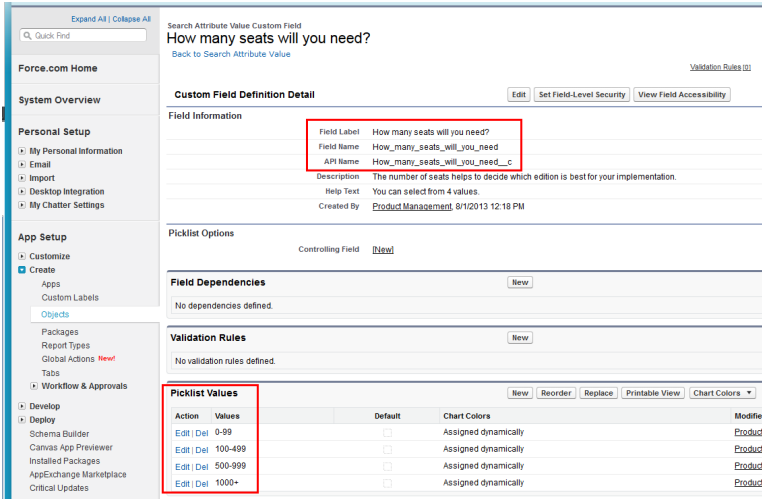 Expand All | Collapse All
Quick Find
Force.com Home
System Overview
Personal Setup
My Personal Information
Email
Import
Desktop Integration
My Chatter Settings
App Setup
Customize
Create
Apps
Custom Labels
Objects
Packages
Report Types
Global Actions New!
Tabs
Workflow & Approvals
Develop
Deploy
Schema Builder
Canvas App Previewer
Installed Packages
AppExchange Marketplace
Critical Updates
Search Attribute Value Custom Field
How many seats will you need?
Back to Search Attribute Value
Validation Rules [0]
Custom Field Definition Detail Edit Set Field-Level Security View Field Accessibility
Field Information
Field Label How many seats will you need?
Field Name How_many_seats_will_you_need
API Name How_many_seats_will_you_need__c
Description The number of seats helps to decide which edition is best for your implementation.
Help Text You can select from 4 values.
Created By Product Management, 8/1/2013 12:18 PM
Picklist Options
Controlling Field [New]
Field Dependencies New
No dependencies defined.
Validation Rules New
No validation rules defined.
Picklist Values New Reorder Replace Printable View Chart Colors
Action Values Default Chart Colors Modifie
Edit | Del 0-99 Assigned dynamically Product
Edit | Del 100-499 Assigned dynamically Product
Edit | Del 500-999 Assigned dynamically Product
Edit | Del 1000+ Assigned dynamically Product